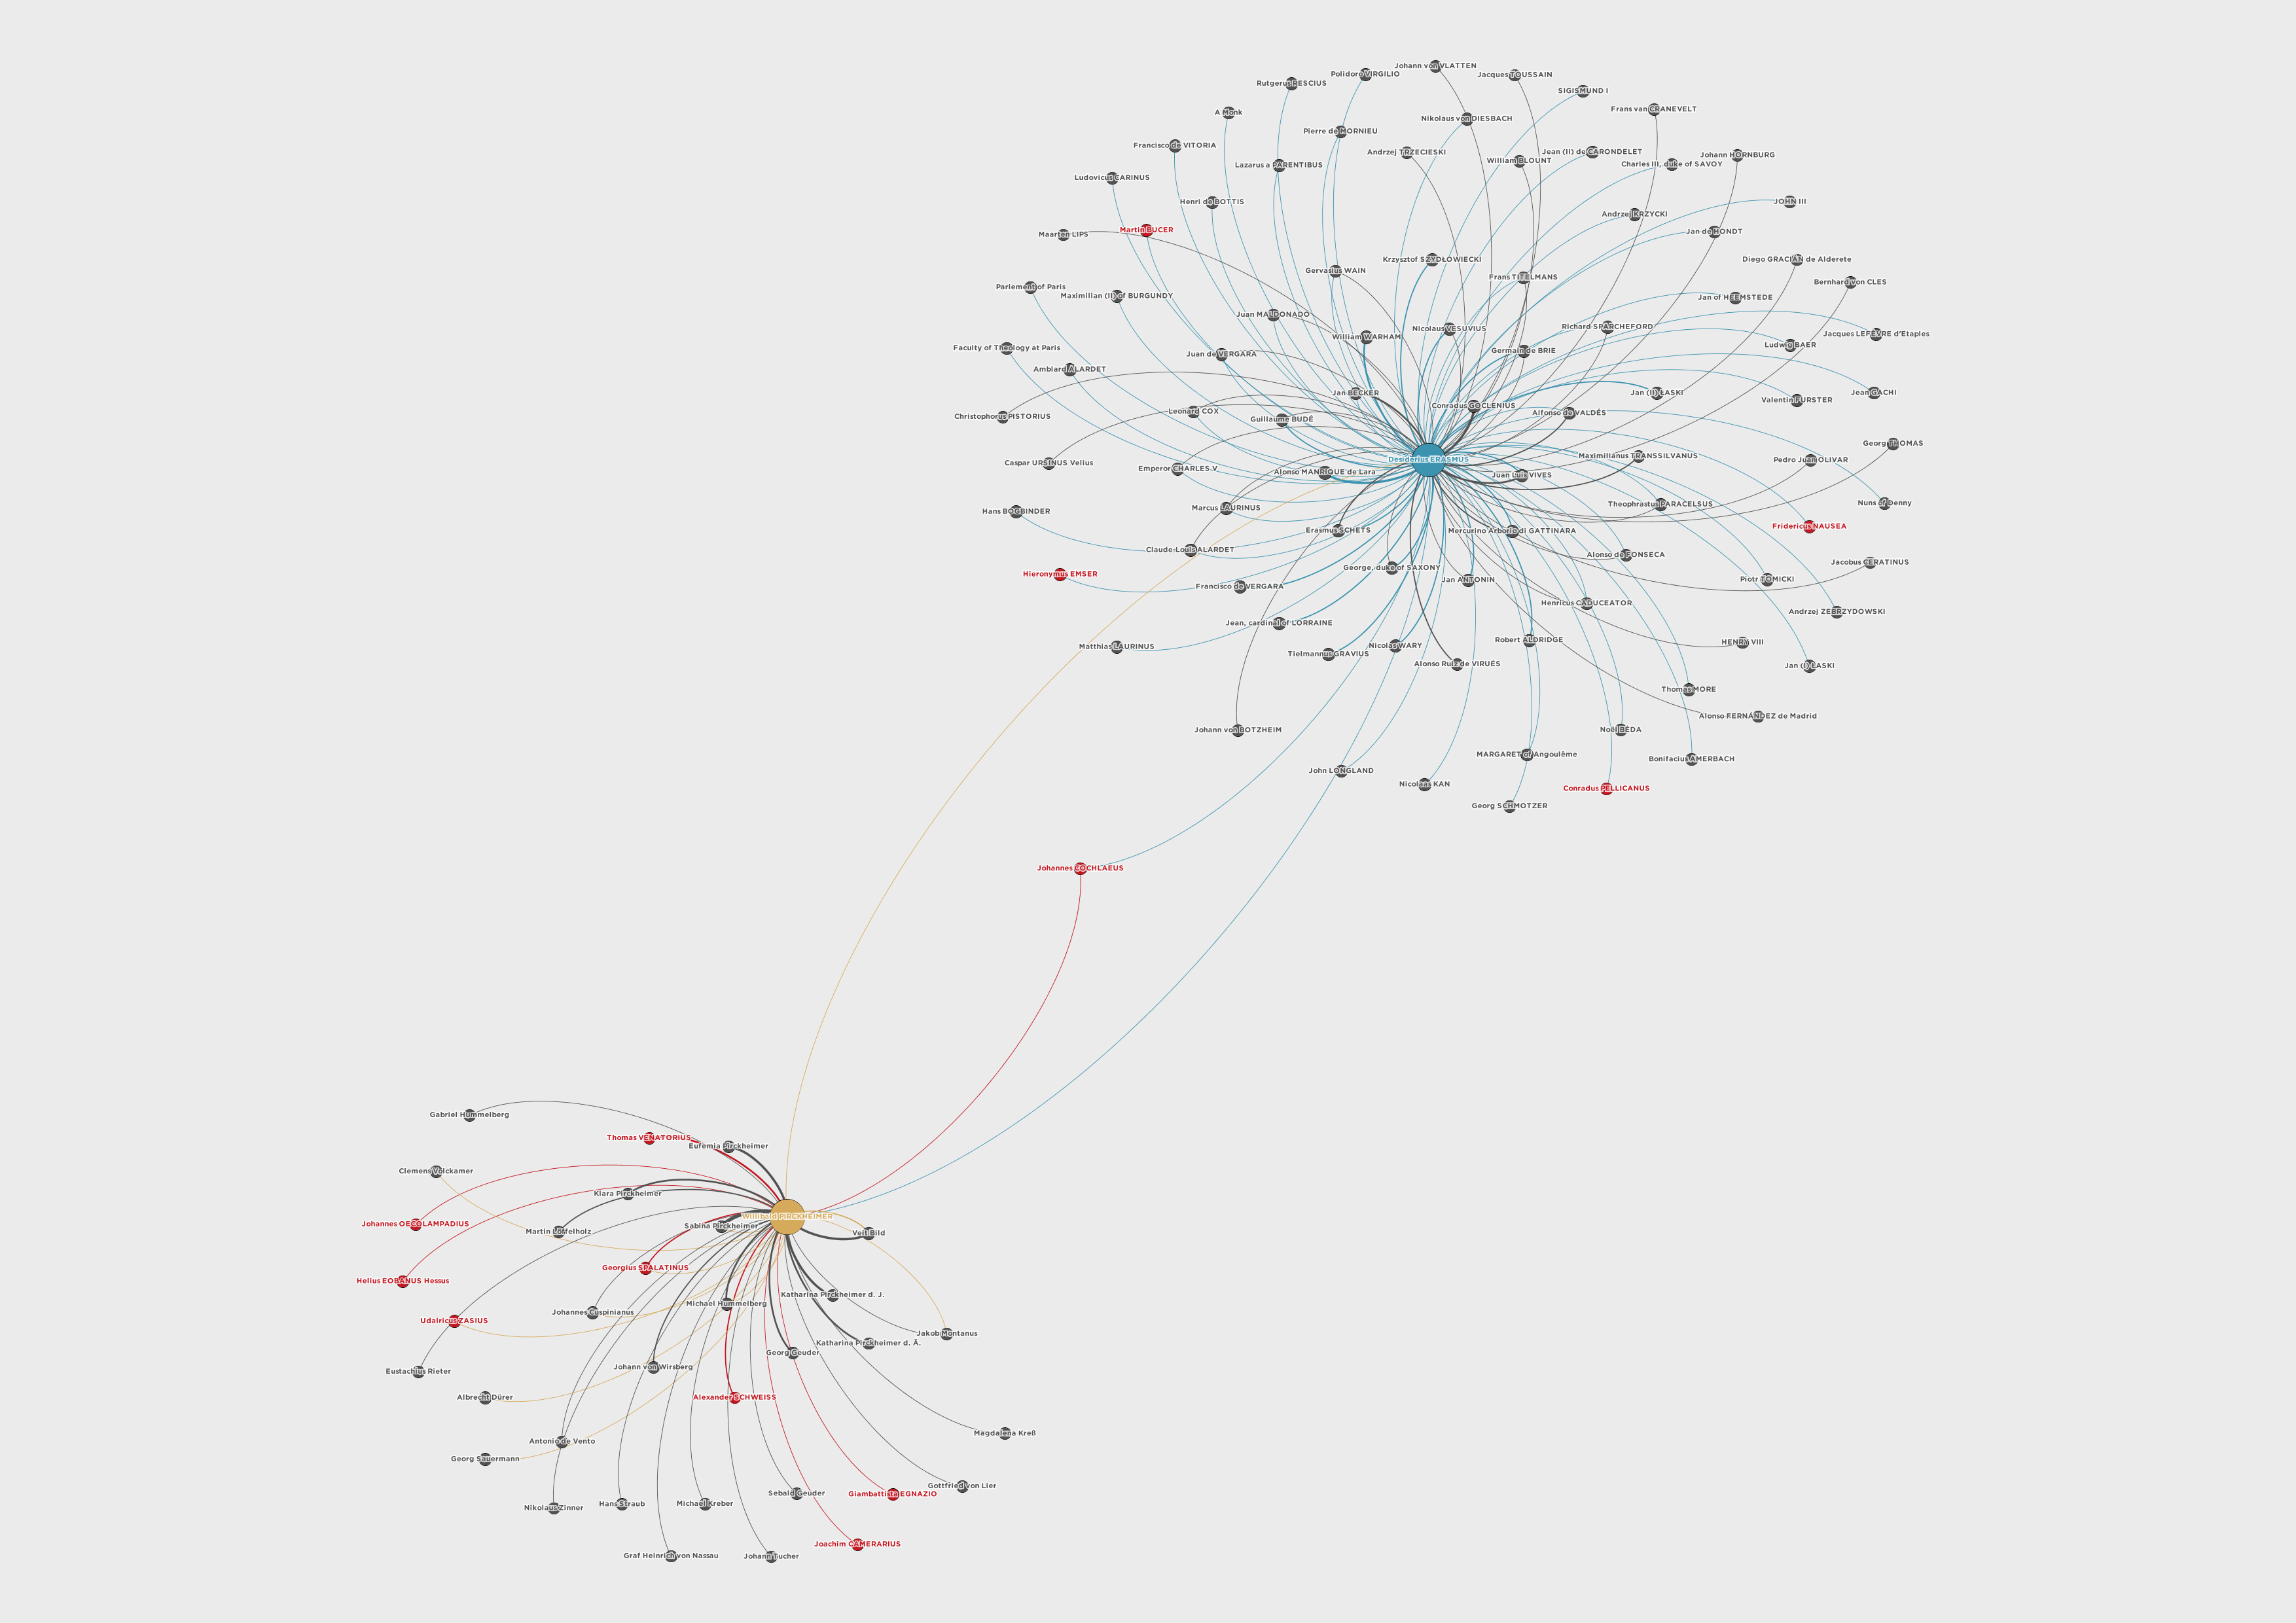 Johann von VLATTEN
Polidoro VIRGILIO
Jacques TOUSSAIN
Rutgerus RESCIUS
SIGISMUND I
Frans van CRANEVELT
A Monk
Nikolaus von DIESBACH
Pierre de MORNIEU
Francisco de VITORIA
Andrzej TRZECIESKI
Jean (II) de CARONDELET
Johann HORNBURG
William BLOUNT
Charles III, duke of SAVOY
Lazarus a PARENTIBUS
Ludovicus CARINUS
Henri de BOTTIS
JOHN III
Andrzej KRZYCKI
Martin BUCER
Maarten LIPS
Jan de HONDT
Krzysztof SZYDŁOWIECKI
Diego GRACIÁN de Alderete
Gervasius WAIN
Frans TITELMANS
Bernhard von CLES
Parlement of Paris
Maximilian (II) of BURGUNDY
Jan of HEEMSTEDE
Juan MALDONADO
Richard SPARCHEFORD
Nicolaus VESUVIUS
Jacques LEFÈVRE d'Etaples
William WARHAM
Ludwig BAER
Faculty of Theology at Paris
Germain de BRIE
Juan de VERGARA
Amblard ALARDET
Jan BECKER
Jan (II) ŁASKI
Jean GACHI
Valentin FURSTER
Conradus GOCLENIUS
Leonard COX
Alfonso de VALDÉS
Christophorus PISTORIUS
Guillaume BUDÉ
Georg THOMAS
Maximilianus TRANSSILVANUS
Desiderius ERASMUS
Pedro Juan OLIVAR
Caspar URSINUS Velius
Emperor CHARLES V
Alonso MANRIQUE de Lara
Juan Luis VIVES
Nuns of Denny
Theophrastus PARACELSUS
Marcus LAURINUS
Hans BOGBINDER
Fridericus NAUSEA
Erasmus SCHETS
Mercurino Arborio di GATTINARA
Claude-Louis ALARDET
Alonso de FONSECA
Jacobus CERATINUS
George, duke of SAXONY
Hieronymus EMSER
Jan ANTONIN
Piotr TOMICKI
Francisco de VERGARA
Henricus CADUCEATOR
Andrzej ZEBRZYDOWSKI
Jean, cardinal of LORRAINE
Robert ALDRIDGE
HENRY VIII
Nicolas WARY
Matthias LAURINUS
Tielmannus GRAVIUS
Alonso Ruiz de VIRUÉS
Jan (I) ŁASKI
Thomas MORE
Alonso FERNÁNDEZ de Madrid
Johann von BOTZHEIM
Noël BÉDA
MARGARET of Angoulême
Bonifacius AMERBACH
John LONGLAND
Nicolaas KAN
Conradus PELLICANUS
Georg SCHMOTZER
Johannes COCHLAEUS
Gabriel Hummelberg
Thomas VENATORIUS
Eufemia Pirckheimer
Clemens Volckamer
Klara Pirckheimer
Willibald PIRCKHEIMER
Johannes OECOLAMPADIUS
Sabina Pirckheimer
Martin Löffelholz
Veit Bild
Georgius SPALATINUS
Helius EOBANUS Hessus
Katharina Pirckheimer d. J.
Michael Hummelberg
Johannes Cuspinianus
Udalricus ZASIUS
Jakob Montanus
Katharina Pirckheimer d. Ä.
Georg Geuder
Johann von Wirsberg
Eustachius Rieter
Albrecht Dürer
Alexander SCHWEISS
Magdalena Kreß
Antonio de Vento
Georg Sauermann
Gottfried von Lier
Sebald Geuder
Giambattista EGNAZIO
Nikolaus Zinner
Hans Straub
Michael Kreber
Joachim CAMERARIUS
Graf Heinrich von Nassau
Johann Tucher